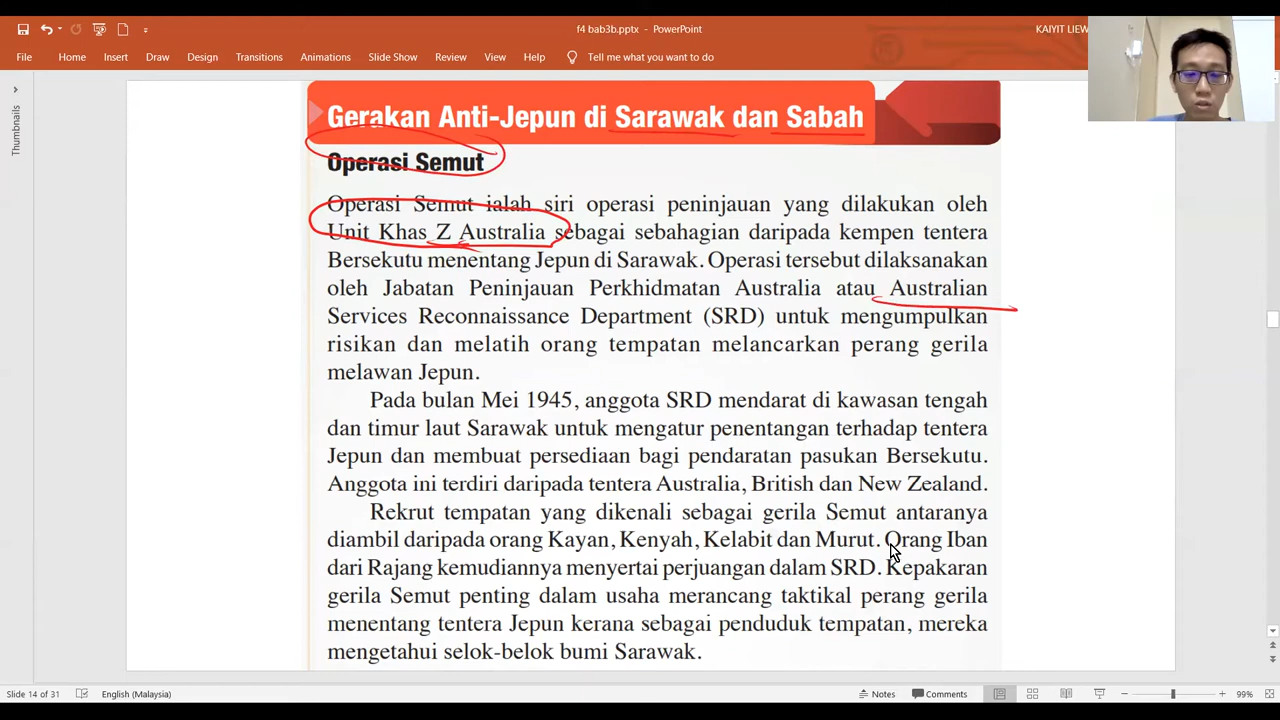 f4 bab3b.pptx - PowerPoint
KAIYIT LIEW
File Home Insert Draw Design Transitions Animations Slide Show Review View Help Tell me what you want to do
Thumbnails
Gerakan Anti-Jepun di Sarawak dan Sabah
Operasi Semut
Operasi Semut ialah siri operasi peninjauan yang dilakukan oleh
Unit Khas Z Australia sebagai sebahagian daripada kempen tentera
Bersekutu menentang Jepun di Sarawak. Operasi tersebut dilaksanakan
oleh Jabatan Peninjauan Perkhidmatan Australia atau Australian
Services Reconnaissance Department (SRD) untuk mengumpulkan
risikan dan melatih orang tempatan melancarkan perang gerila
melawan Jepun.
Pada bulan Mei 1945, anggota SRD mendarat di kawasan tengah
dan timur laut Sarawak untuk mengatur penentangan terhadap tentera
Jepun dan membuat persediaan bagi pendaratan pasukan Bersekutu.
Anggota ini terdiri daripada tentera Australia, British dan New Zealand.
Rekrut tempatan yang dikenali sebagai gerila Semut antaranya
diambil daripada orang Kayan, Kenyah, Kelabit dan Murut. Orang Iban
dari Rajang kemudiannya menyertai perjuangan dalam SRD. Kepakaran
gerila Semut penting dalam usaha merancang taktikal perang gerila
menentang tentera Jepun kerana sebagai penduduk tempatan, mereka
mengetahui selok-belok bumi Sarawak.
Slide 14 of 31 English (Malaysia) Notes Comments 99%